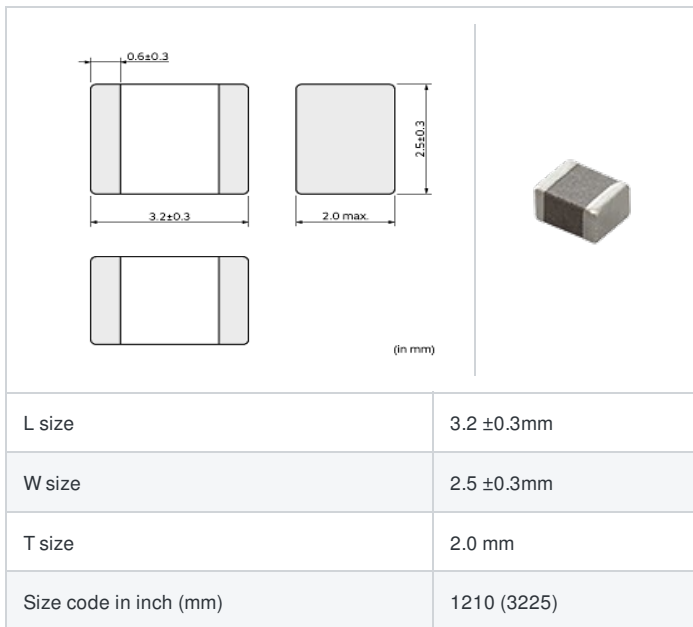 0.6±0.3
2.5±0.3
3.2±0.3
2.0 max.
(in mm)
L size 3.2 ±0.3mm
W size 2.5 ±0.3mm
T size 2.0 mm
Size code in inch (mm) 1210 (3225)